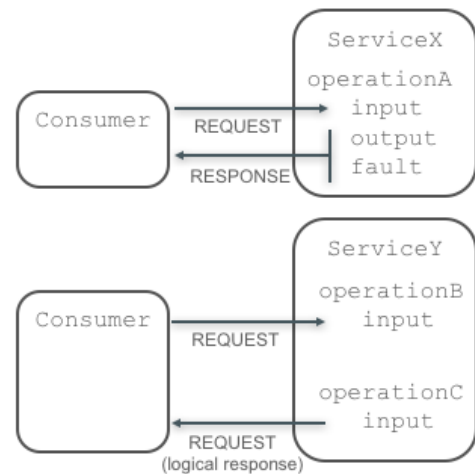 ServiceX
operationA
input
Consumer
REQUEST
output
fault
RESPONSE
ServiceY
operationB
Consumer
input
REQUEST
operationC
input
REQUEST
(logical response)